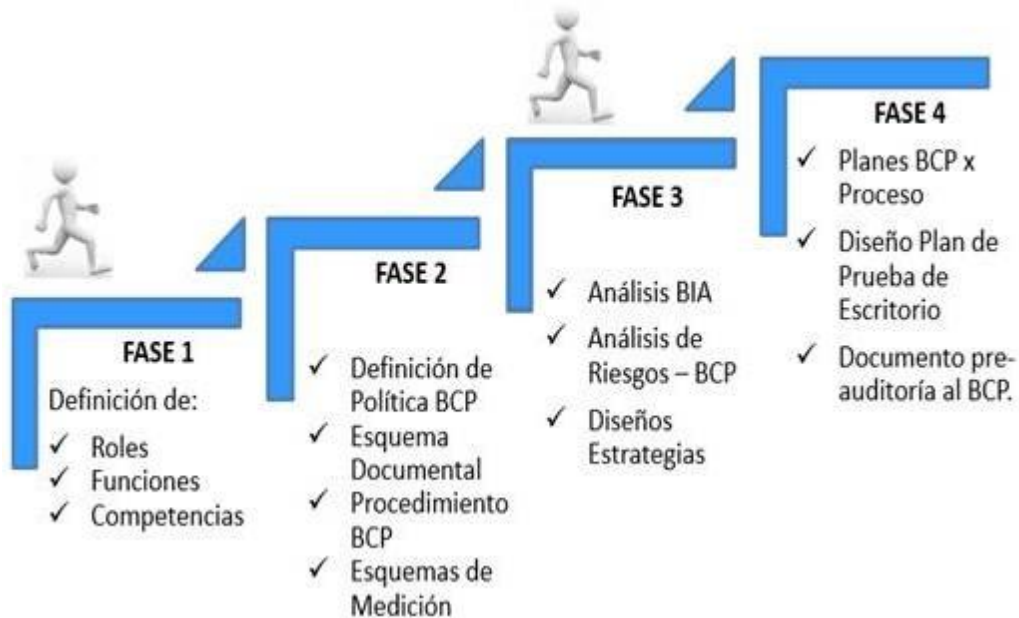 FASE 1
Definición de:
✓ Roles
✓ Funciones
✓ Competencias
FASE 2
✓ Definición de
Política BCP
✓ Esquema
Documental
✓ Procedimiento
BCP
✓ Esquemas de
Medición
FASE 3
✓ Análisis BIA
✓ Análisis de
Riesgos – BCP
✓ Diseños
Estrategias
FASE 4
✓ Planes BCP x
Proceso
✓ Diseño Plan de
Prueba de
Escritorio
✓ Documento pre-
auditoría al BCP.